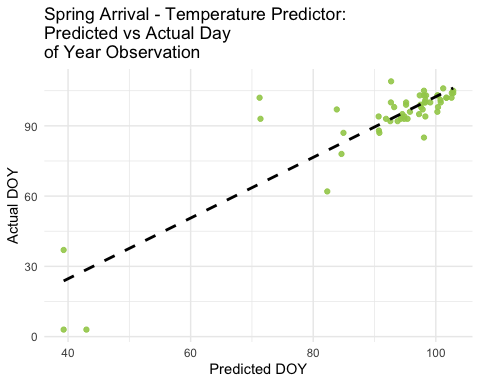 Spring Arrival - Temperature Predictor:
Predicted vs Actual Day
of Year Observation
Actual DOY
90
60
30
0
40
60
80
100
Predicted DOY